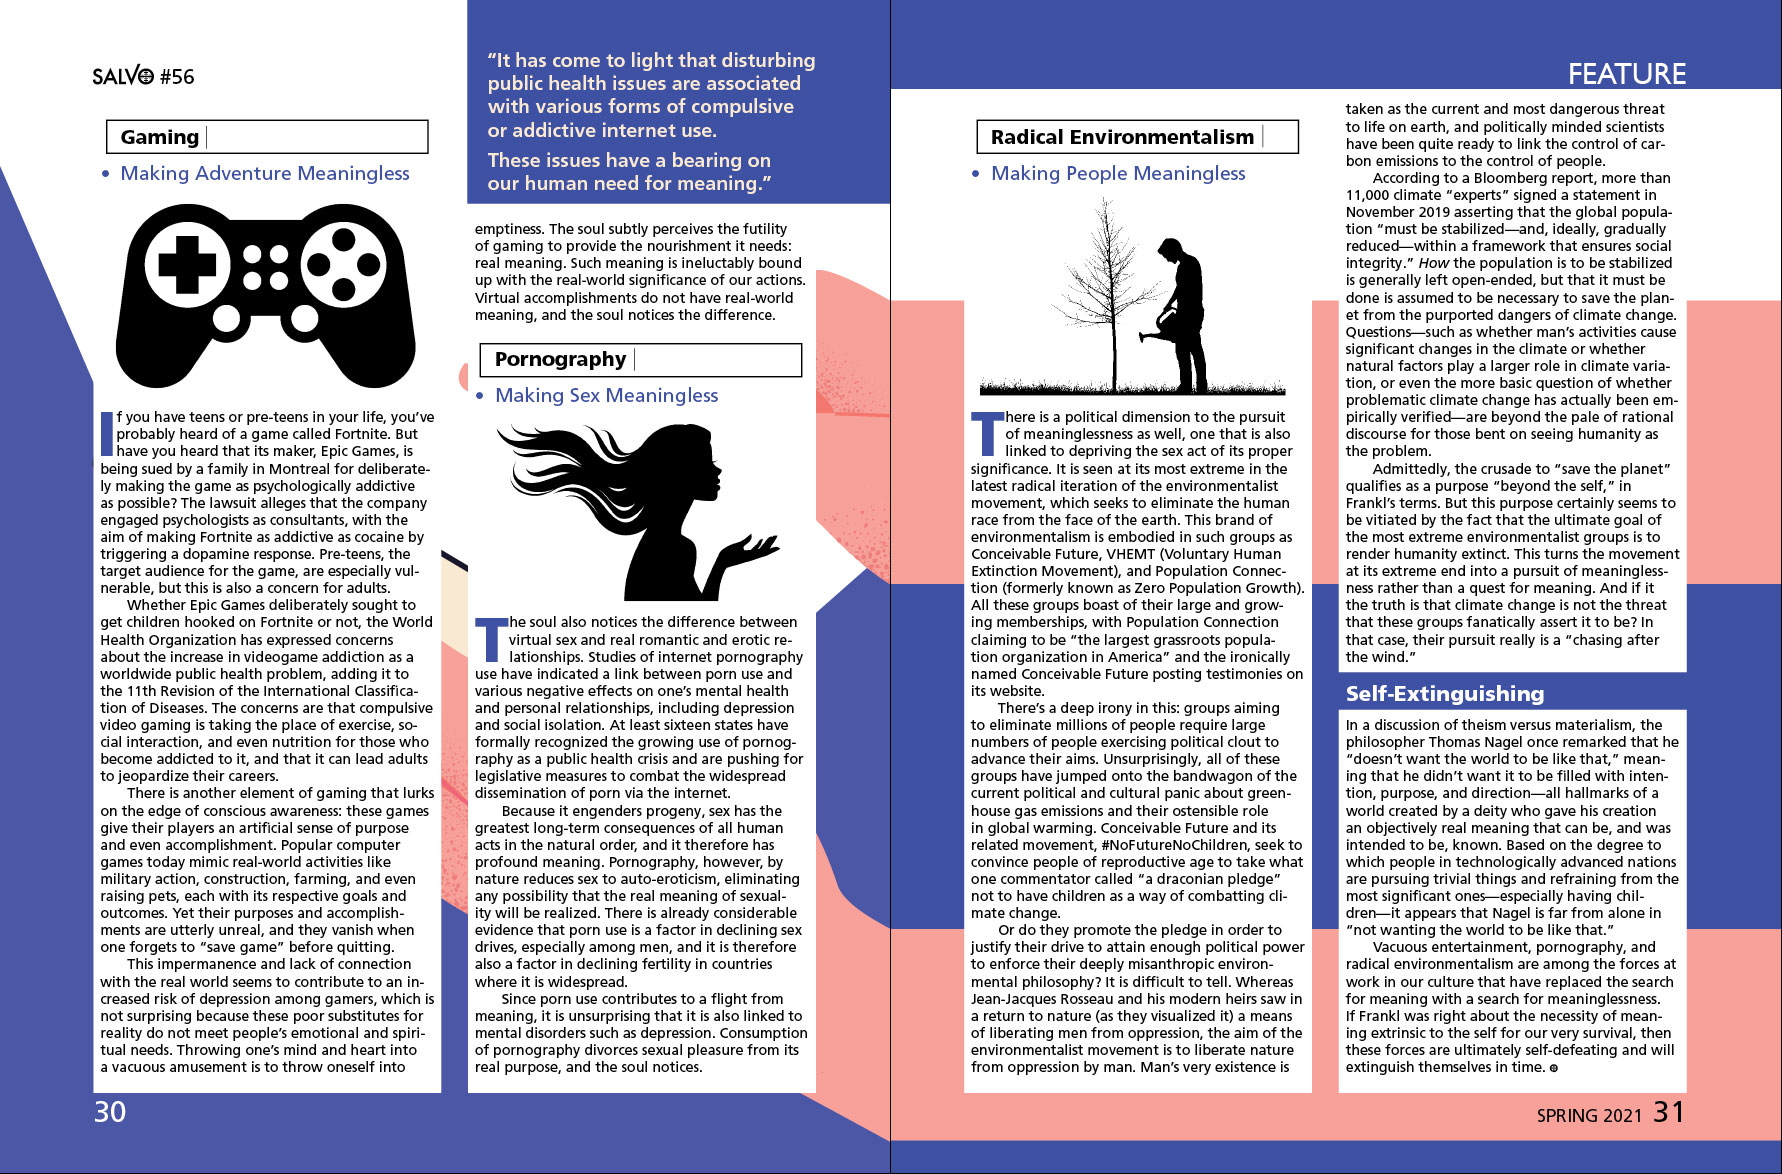 SALVO #56
Gaming
• Making Adventure Meaningless
If you have teens or pre-teens in your life, you’ve
probably heard of a game called Fortnite. But
have you heard that its maker, Epic Games, is
being sued by a family in Montreal for deliberate-
ly making the game as psychologically addictive
as possible? The lawsuit alleges that the company
engaged psychologists as consultants, with the
aim of making Fortnite as addictive as cocaine by
triggering a dopamine response. Pre-teens, the
target audience for the game, are especially vul-
nerable, but this is also a concern for adults.
Whether Epic Games deliberately sought to
get children hooked on Fortnite or not, the World
Health Organization has expressed concerns
about the increase in videogame addiction as a
worldwide public health problem, adding it to
the 11th Revision of the International Classifica-
tion of Diseases. The concerns are that compulsive
video gaming is taking the place of exercise, so-
cial interaction, and even nutrition for those who
become addicted to it, and that it can lead adults
to jeopardize their careers.
There is another element of gaming that lurks
on the edge of conscious awareness: these games
give their players an artificial sense of purpose
and even accomplishment. Popular computer
games today mimic real-world activities like
military action, construction, farming, and even
raising pets, each with its respective goals and
outcomes. Yet their purposes and accomplish-
ments are utterly unreal, and they vanish when
one forgets to “save game” before quitting.
This impermanence and lack of connection
with the real world seems to contribute to an in-
creased risk of depression among gamers, which is
not surprising because these poor substitutes for
reality do not meet people’s emotional and spiri-
tual needs. Throwing one’s mind and heart into
a vacuous amusement is to throw oneself into
30
“It has come to light that disturbing
public health issues are associated
with various forms of compulsive
or addictive internet use.
These issues have a bearing on
our human need for meaning.”
emptiness. The soul subtly perceives the futility
of gaming to provide the nourishment it needs:
real meaning. Such meaning is ineluctably bound
up with the real-world significance of our actions.
Virtual accomplishments do not have real-world
meaning, and the soul notices the difference.
Pornography
• Making Sex Meaningless
The soul also notices the difference between
virtual sex and real romantic and erotic re-
lationships. Studies of internet pornography
use have indicated a link between porn use and
various negative effects on one’s mental health
and personal relationships, including depression
and social isolation. At least sixteen states have
formally recognized the growing use of pornog-
raphy as a public health crisis and are pushing for
legislative measures to combat the widespread
dissemination of porn via the internet.
Because it engenders progeny, sex has the
greatest long-term consequences of all human
acts in the natural order, and it therefore has
profound meaning. Pornography, however, by
nature reduces sex to auto-eroticism, eliminating
any possibility that the real meaning of sexual-
ity will be realized. There is already considerable
evidence that porn use is a factor in declining sex
drives, especially among men, and it is therefore
also a factor in declining fertility in countries
where it is widespread.
Since porn use contributes to a flight from
meaning, it is unsurprising that it is also linked to
mental disorders such as depression. Consumption
of pornography divorces sexual pleasure from its
real purpose, and the soul notices.
FEATURE
Radical Environmentalism
• Making People Meaningless
There is a political dimension to the pursuit
of meaninglessness as well, one that is also
linked to depriving the sex act of its proper
significance. It is seen at its most extreme in the
latest radical iteration of the environmentalist
movement, which seeks to eliminate the human
race from the face of the earth. This brand of
environmentalism is embodied in such groups as
Conceivable Future, VHEMT (Voluntary Human
Extinction Movement), and Population Connec-
tion (formerly known as Zero Population Growth).
All these groups boast of their large and grow-
ing memberships, with Population Connection
claiming to be “the largest grassroots popula-
tion organization in America” and the ironically
named Conceivable Future posting testimonies on
its website.
There’s a deep irony in this: groups aiming
to eliminate millions of people require large
numbers of people exercising political clout to
advance their aims. Unsurprisingly, all of these
groups have jumped onto the bandwagon of the
current political and cultural panic about green-
house gas emissions and their ostensible role
in global warming. Conceivable Future and its
related movement, #NoFutureNoChildren, seek to
convince people of reproductive age to take what
one commentator called “a draconian pledge”
not to have children as a way of combatting cli-
mate change.
Or do they promote the pledge in order to
justify their drive to attain enough political power
to enforce their deeply misanthropic environ-
mental philosophy? It is difficult to tell. Whereas
Jean-Jacques Rosseau and his modern heirs saw in
a return to nature (as they visualized it) a means
of liberating men from oppression, the aim of the
environmentalist movement is to liberate nature
from oppression by man. Man’s very existence is
taken as the current and most dangerous threat
to life on earth, and politically minded scientists
have been quite ready to link the control of car-
bon emissions to the control of people.
According to a Bloomberg report, more than
11,000 climate “experts” signed a statement in
November 2019 asserting that the global popula-
tion “must be stabilized—and, ideally, gradually
reduced—within a framework that ensures social
integrity.” How the population is to be stabilized
is generally left open-ended, but that it must be
done is assumed to be necessary to save the plan-
et from the purported dangers of climate change.
Questions—such as whether man’s activities cause
significant changes in the climate or whether
natural factors play a larger role in climate varia-
tion, or even the more basic question of whether
problematic climate change has actually been em-
pirically verified—are beyond the pale of rational
discourse for those bent on seeing humanity as
the problem.
Admittedly, the crusade to “save the planet”
qualifies as a purpose “beyond the self,” in
Frankl’s terms. But this purpose certainly seems to
be vitiated by the fact that the ultimate goal of
the most extreme environmentalist groups is to
render humanity extinct. This turns the movement
at its extreme end into a pursuit of meaningless-
ness rather than a quest for meaning. And if it
the truth is that climate change is not the threat
that these groups fanatically assert it to be? In
that case, their pursuit really is a “chasing after
the wind.”
Self-Extinguishing
In a discussion of theism versus materialism, the
philosopher Thomas Nagel once remarked that he
“doesn’t want the world to be like that,” mean-
ing that he didn’t want it to be filled with inten-
tion, purpose, and direction—all hallmarks of a
world created by a deity who gave his creation
an objectively real meaning that can be, and was
intended to be, known. Based on the degree to
which people in technologically advanced nations
are pursuing trivial things and refraining from the
most significant ones—especially having chil-
dren—it appears that Nagel is far from alone in
“not wanting the world to be like that.”
Vacuous entertainment, pornography, and
radical environmentalism are among the forces at
work in our culture that have replaced the search
for meaning with a search for meaninglessness.
If Frankl was right about the necessity of mean-
ing extrinsic to the self for our very survival, then
these forces are ultimately self-defeating and will
extinguish themselves in time.
SPRING 2021 31